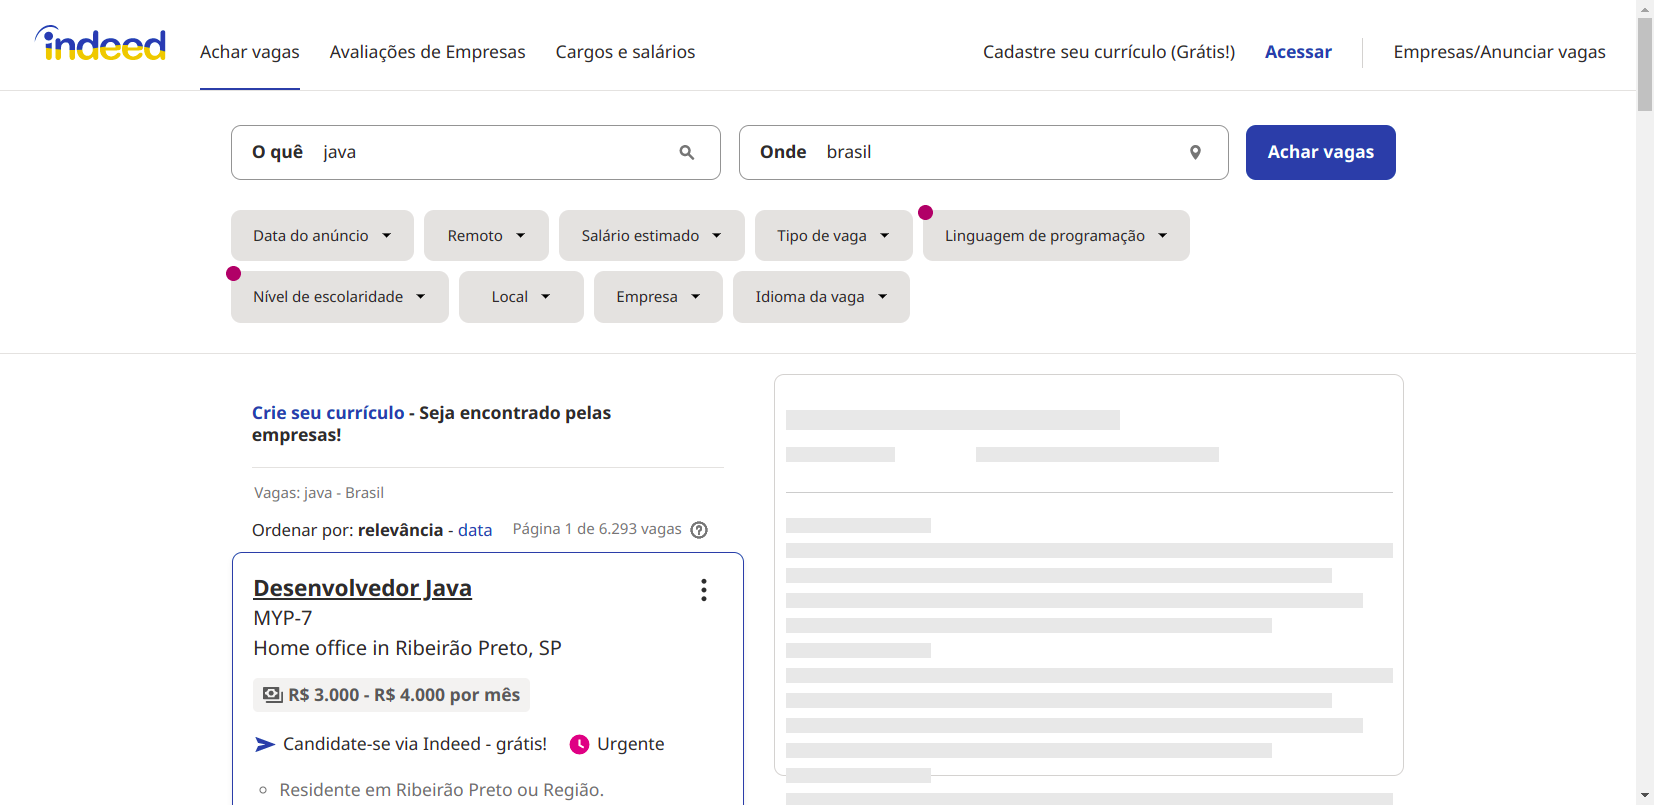 indeed
Achar vagas
Avaliações de Empresas
Cargos e salários
Cadastre seu currículo (Grátis!)
Acessar
Empresas/Anunciar vagas
O quê java
Onde brasil
Achar vagas
Data do anúncio
Remoto
Salário estimado
Tipo de vaga
Linguagem de programação
Nível de escolaridade
Local
Empresa
Idioma da vaga
Crie seu currículo - Seja encontrado pelas
empresas!
Vagas: java - Brasil
Ordenar por: relevância - data
Página 1 de 6.293 vagas
Desenvolvedor Java
MYP-7
Home office in Ribeirão Preto, SP
R$ 3.000 - R$ 4.000 por mês
Candidate-se via Indeed - grátis!
Urgente
Residente em Ribeirão Preto ou Região.